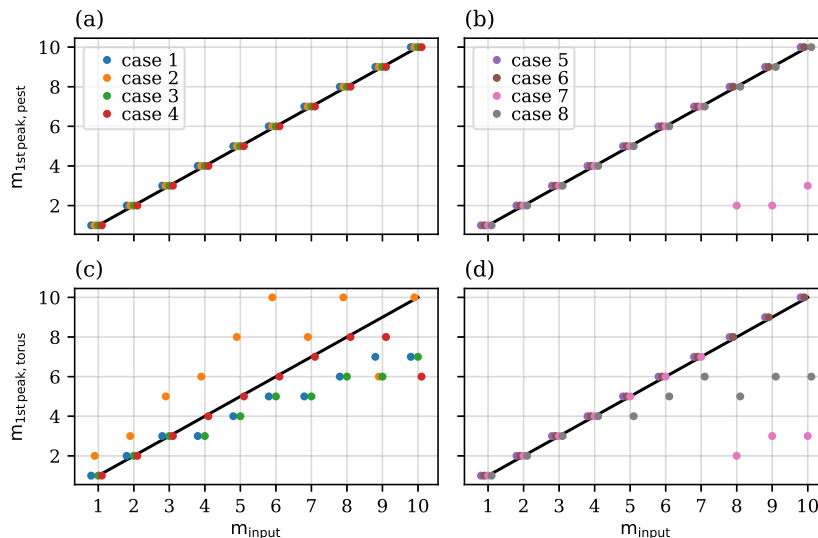 (a)
(b)
10
8
6
4
2
m1st peak, pest
case 1
case 2
case 3
case 4
case 5
case 6
case 7
case 8
(c)
(d)
10
8
6
4
2
m1st peak, torus
1 2 3 4 5 6 7 8 9 10
1 2 3 4 5 6 7 8 9 10
minput
minput